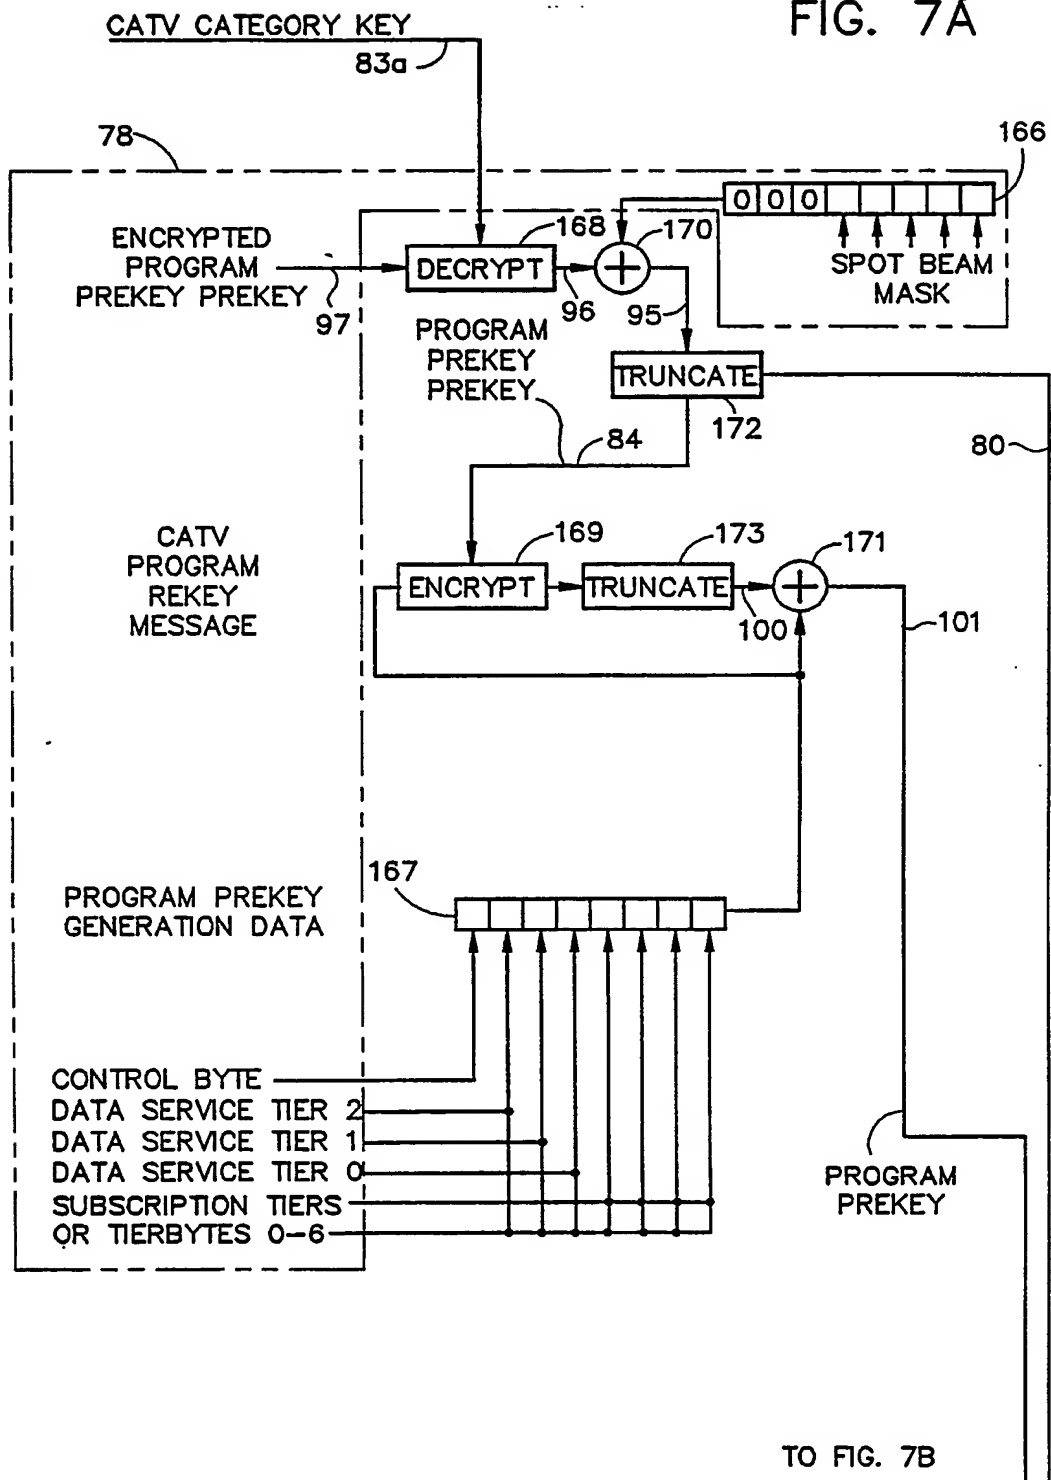 FIG. 7A
CATV CATEGORY KEY
83a
78
166
0 0 0
168
170
ENCRYPTED
PROGRAM
PREKEY PREKEY
97
DECRYPT
96
95
SPOT BEAM
MASK
PROGRAM
PREKEY
PREKEY
TRUNCATE
172
84
80
CATV
PROGRAM
REKEY
MESSAGE
169
173
171
ENCRYPT
TRUNCATE
100
101
167
PROGRAM PREKEY
GENERATION DATA
CONTROL BYTE
DATA SERVICE TIER 2
DATA SERVICE TIER 1
DATA SERVICE TIER 0
SUBSCRIPTION TIERS
OR TIERBYTES 0-6
PROGRAM
PREKEY
TO FIG. 7B